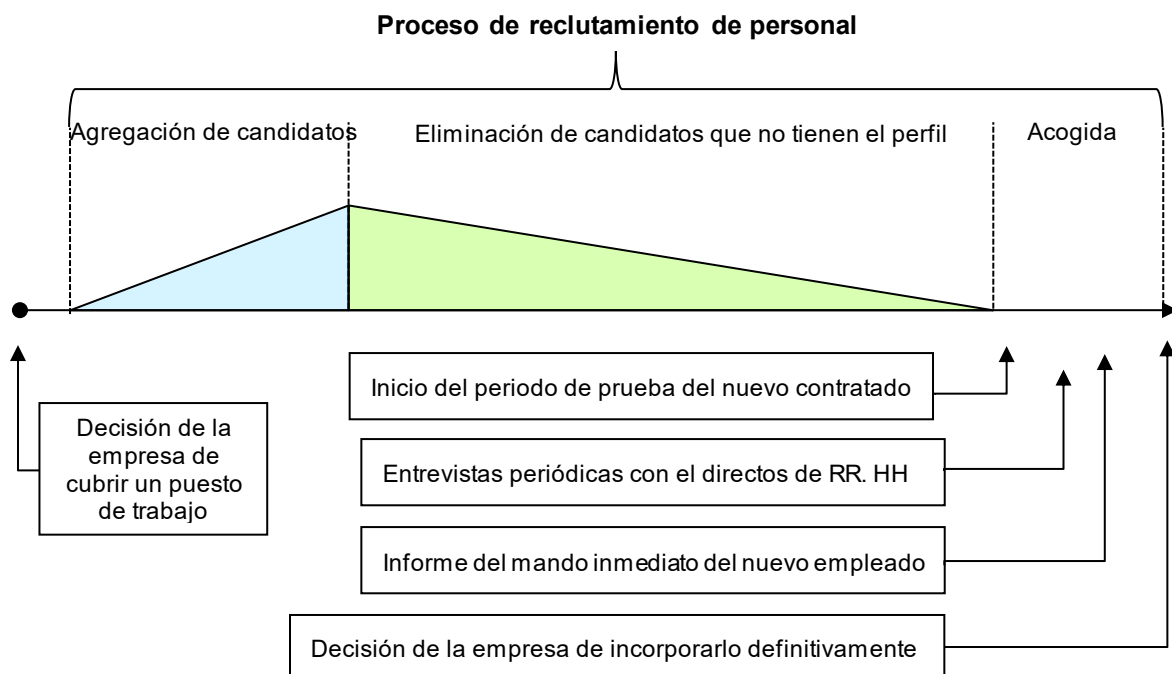 Proceso de reclutamiento de personal
Agregación de candidatos
Eliminación de candidatos que no tienen el perfil
Acogida
Inicio del periodo de prueba del nuevo contratado
Decisión de la
empresa de
cubrir un puesto
de trabajo
Entrevistas periódicas con el directos de RR. HH
Informe del mando inmediato del nuevo empleado
Decisión de la empresa de incorporarlo definitivamente